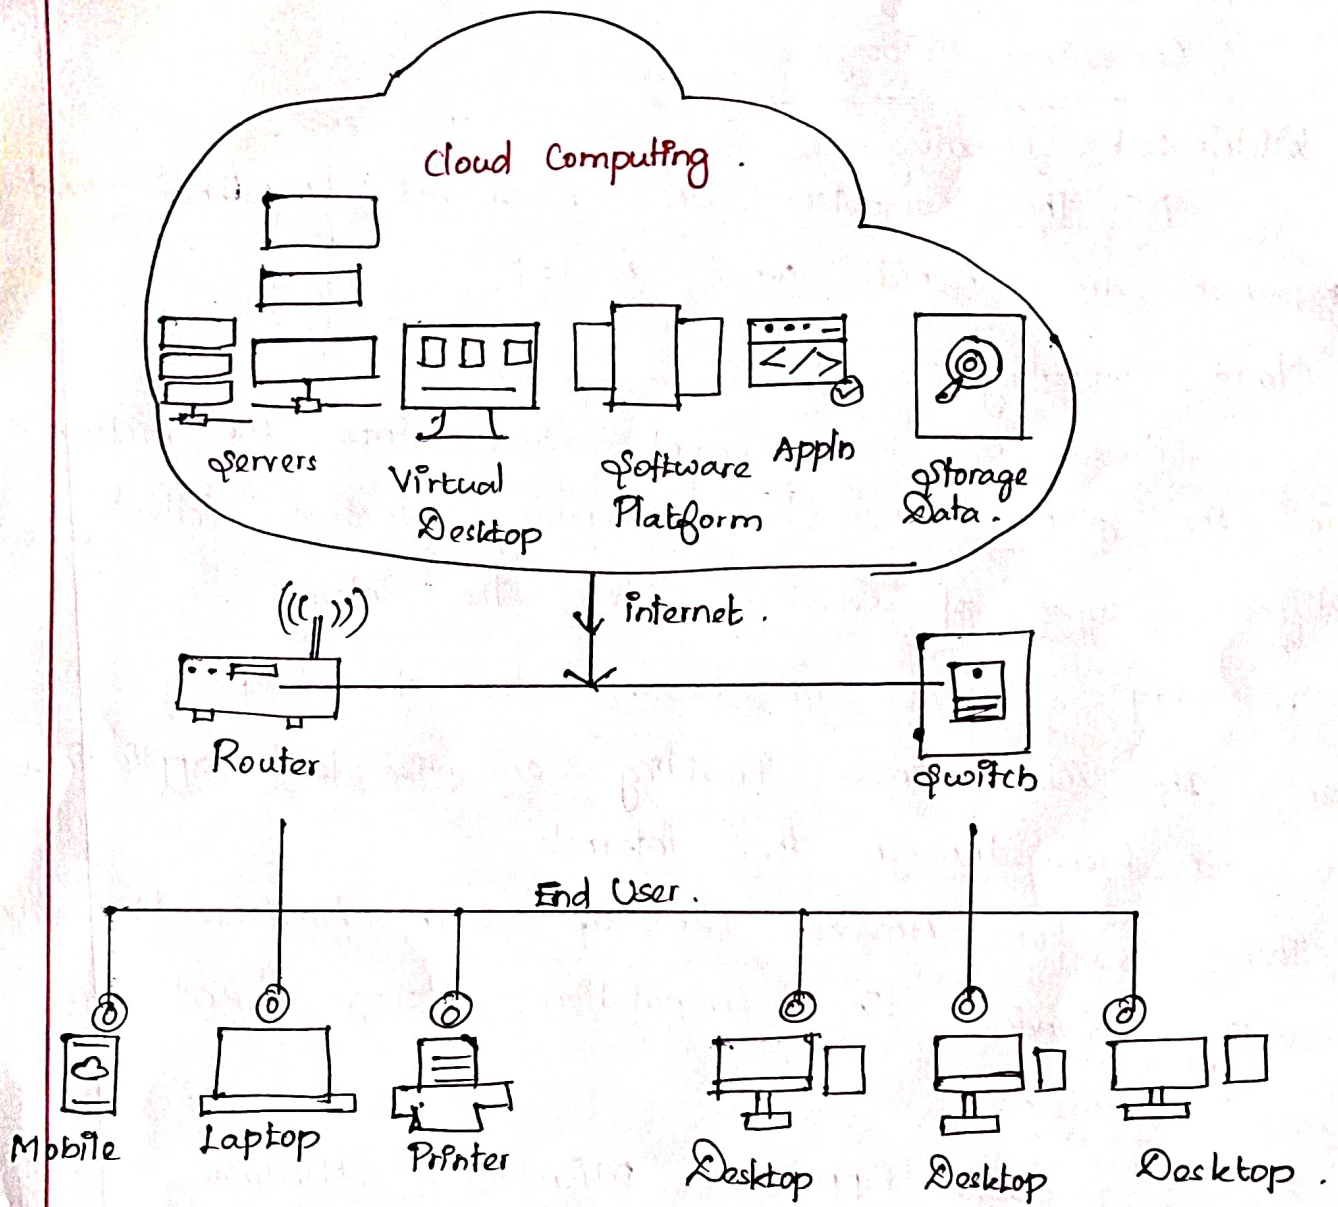 Cloud Computing .
Servers
Virtual
Desktop
Software
Platform
</>
Appln
Storage
Data .
internet .
Router
Switch
End User .
Mobile
Laptop
Printer
Desktop
Desktop
Desktop .